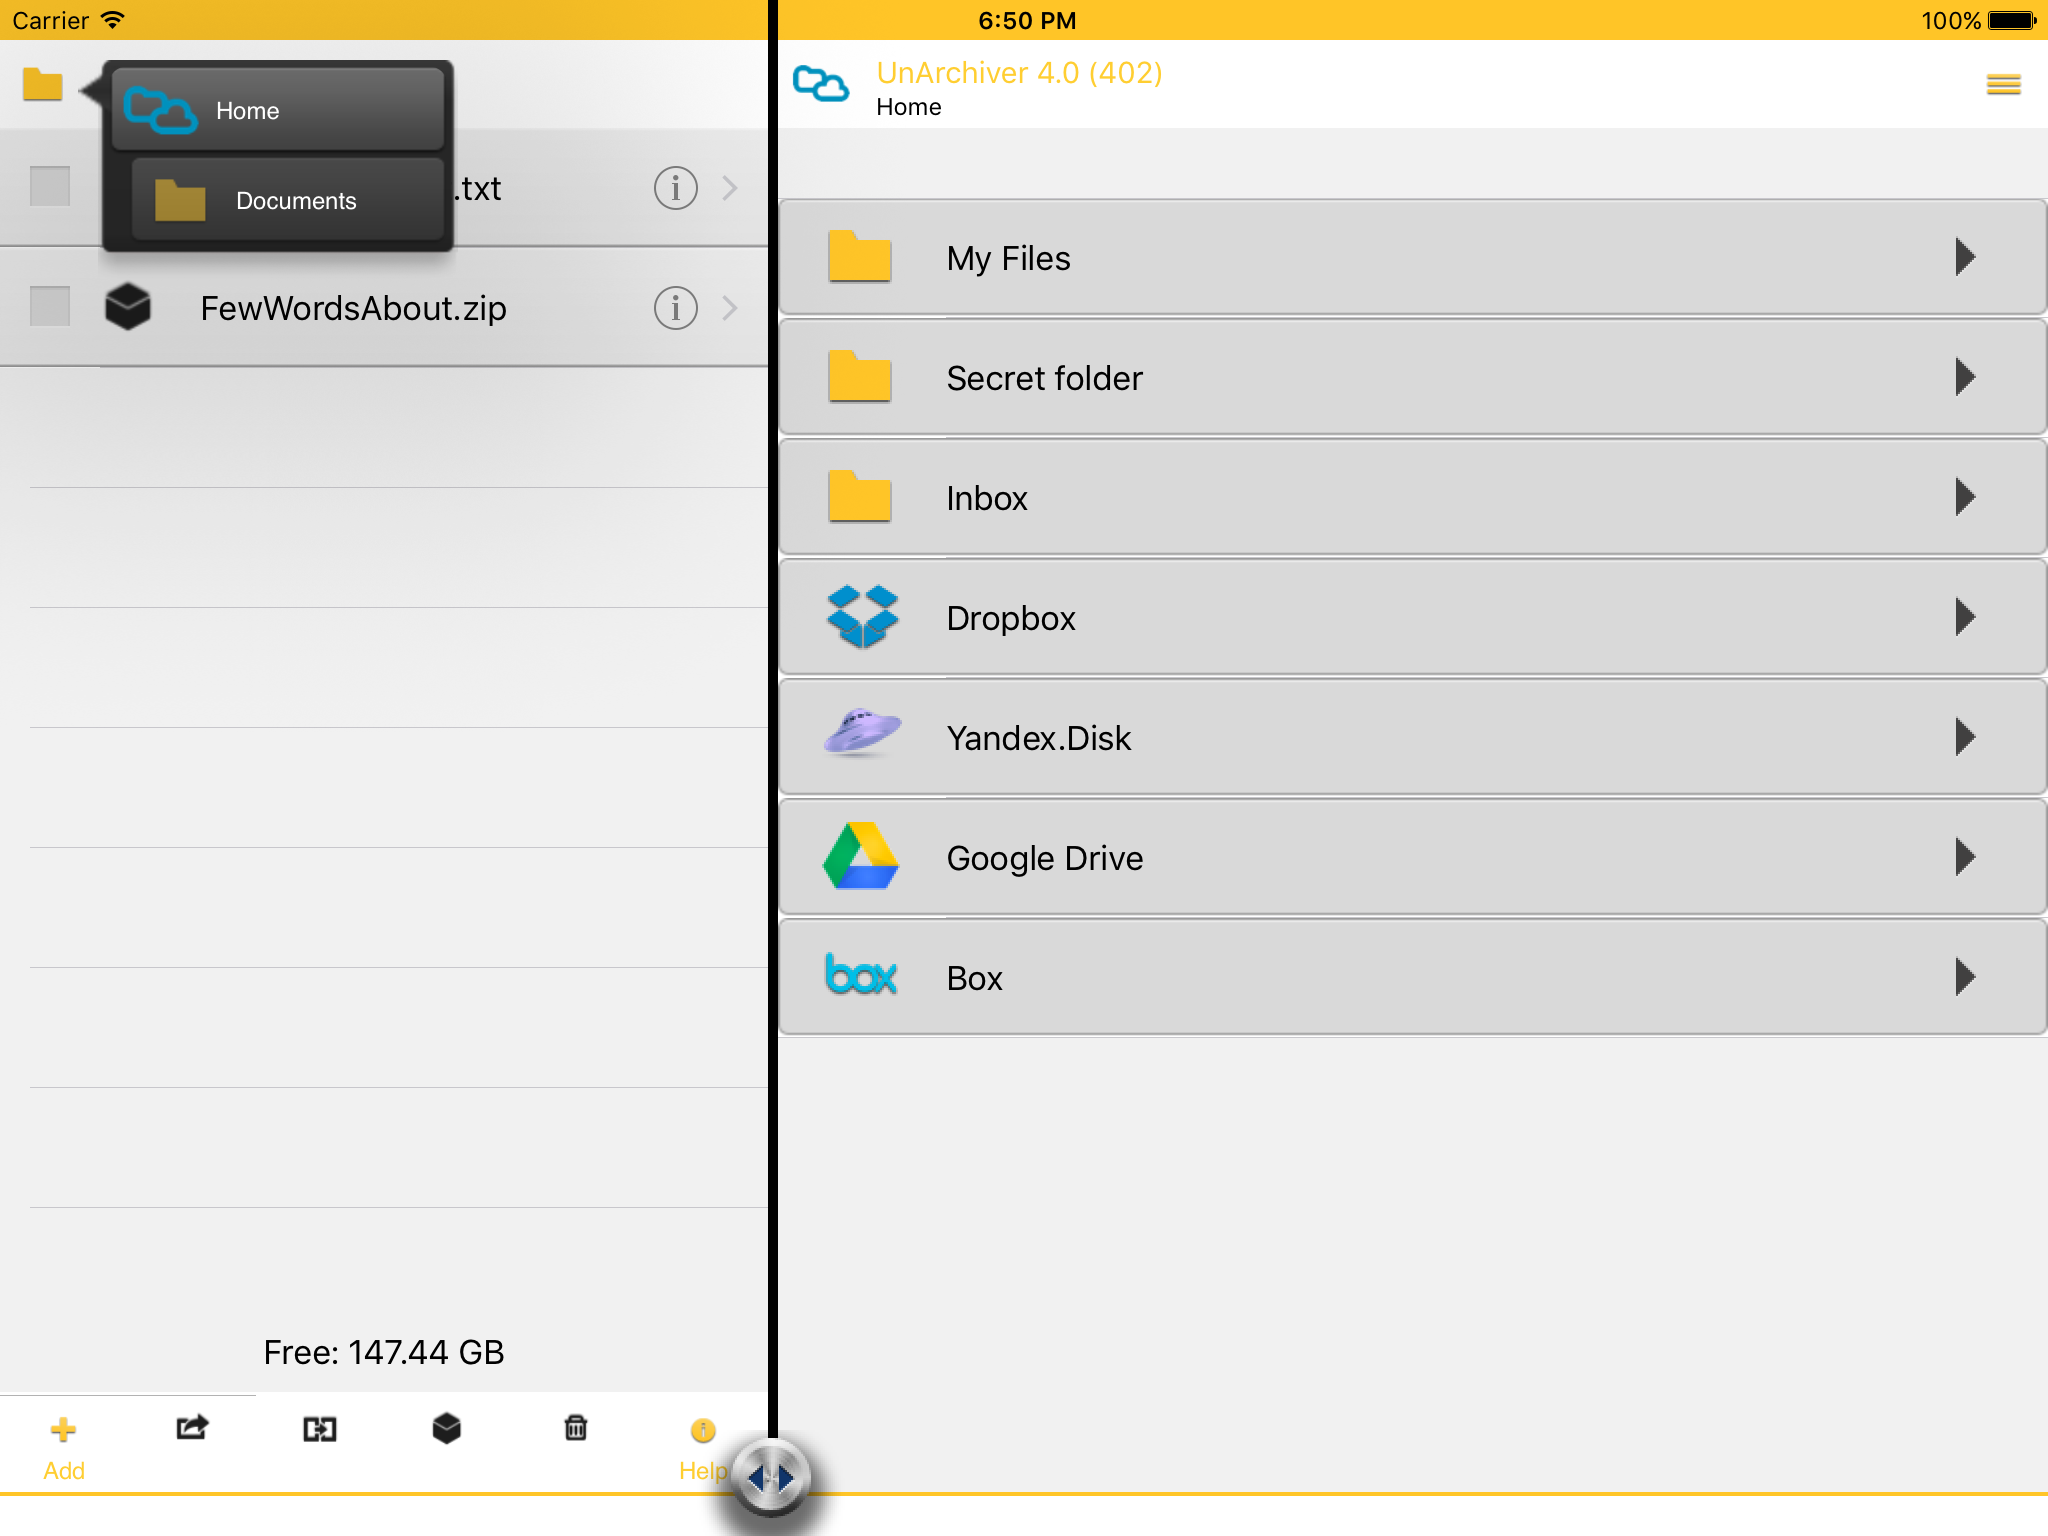 Carrier
6:50 PM
100%
Home
Documents
.txt
FewWordsAbout.zip
Free: 147.44 GB
Add
Help
UnArchiver 4.0 (402)
Home
My Files
Secret folder
Inbox
Dropbox
Yandex.Disk
Google Drive
box
Box